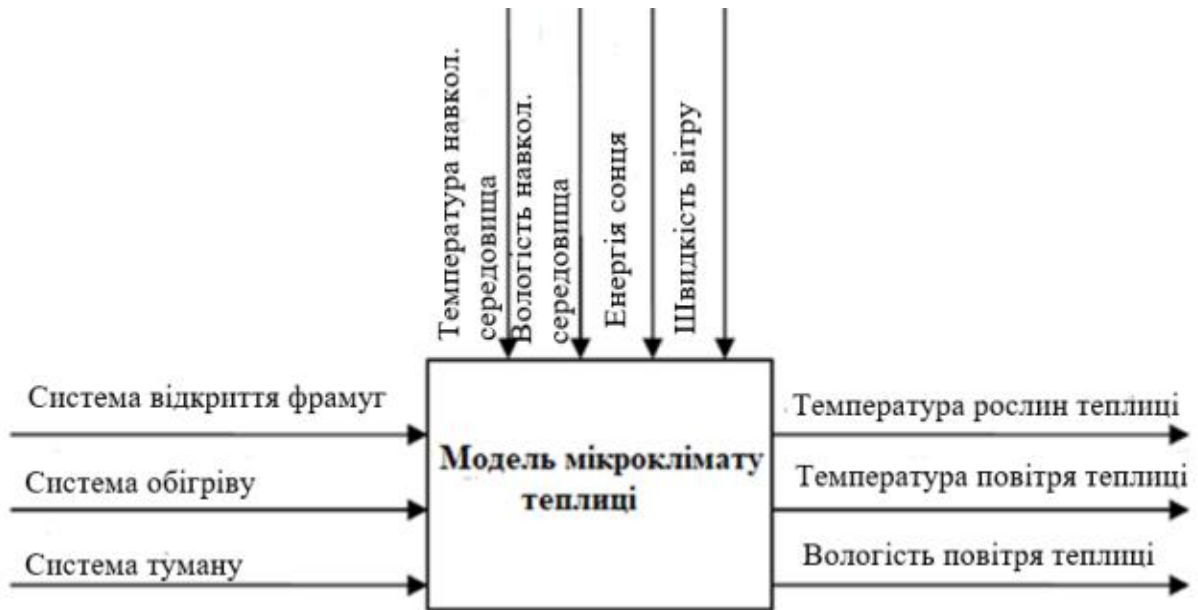 Температура навкол.
середовища
Вологість навкол.
середовища
Енергія сонця
Швидкість вітру
Система відкриття фрамуг
Система обігріву
Система туману
Модель мікроклімату
теплиці
Температура рослин теплиці
Температура повітря теплиці
Вологість повітря теплиці